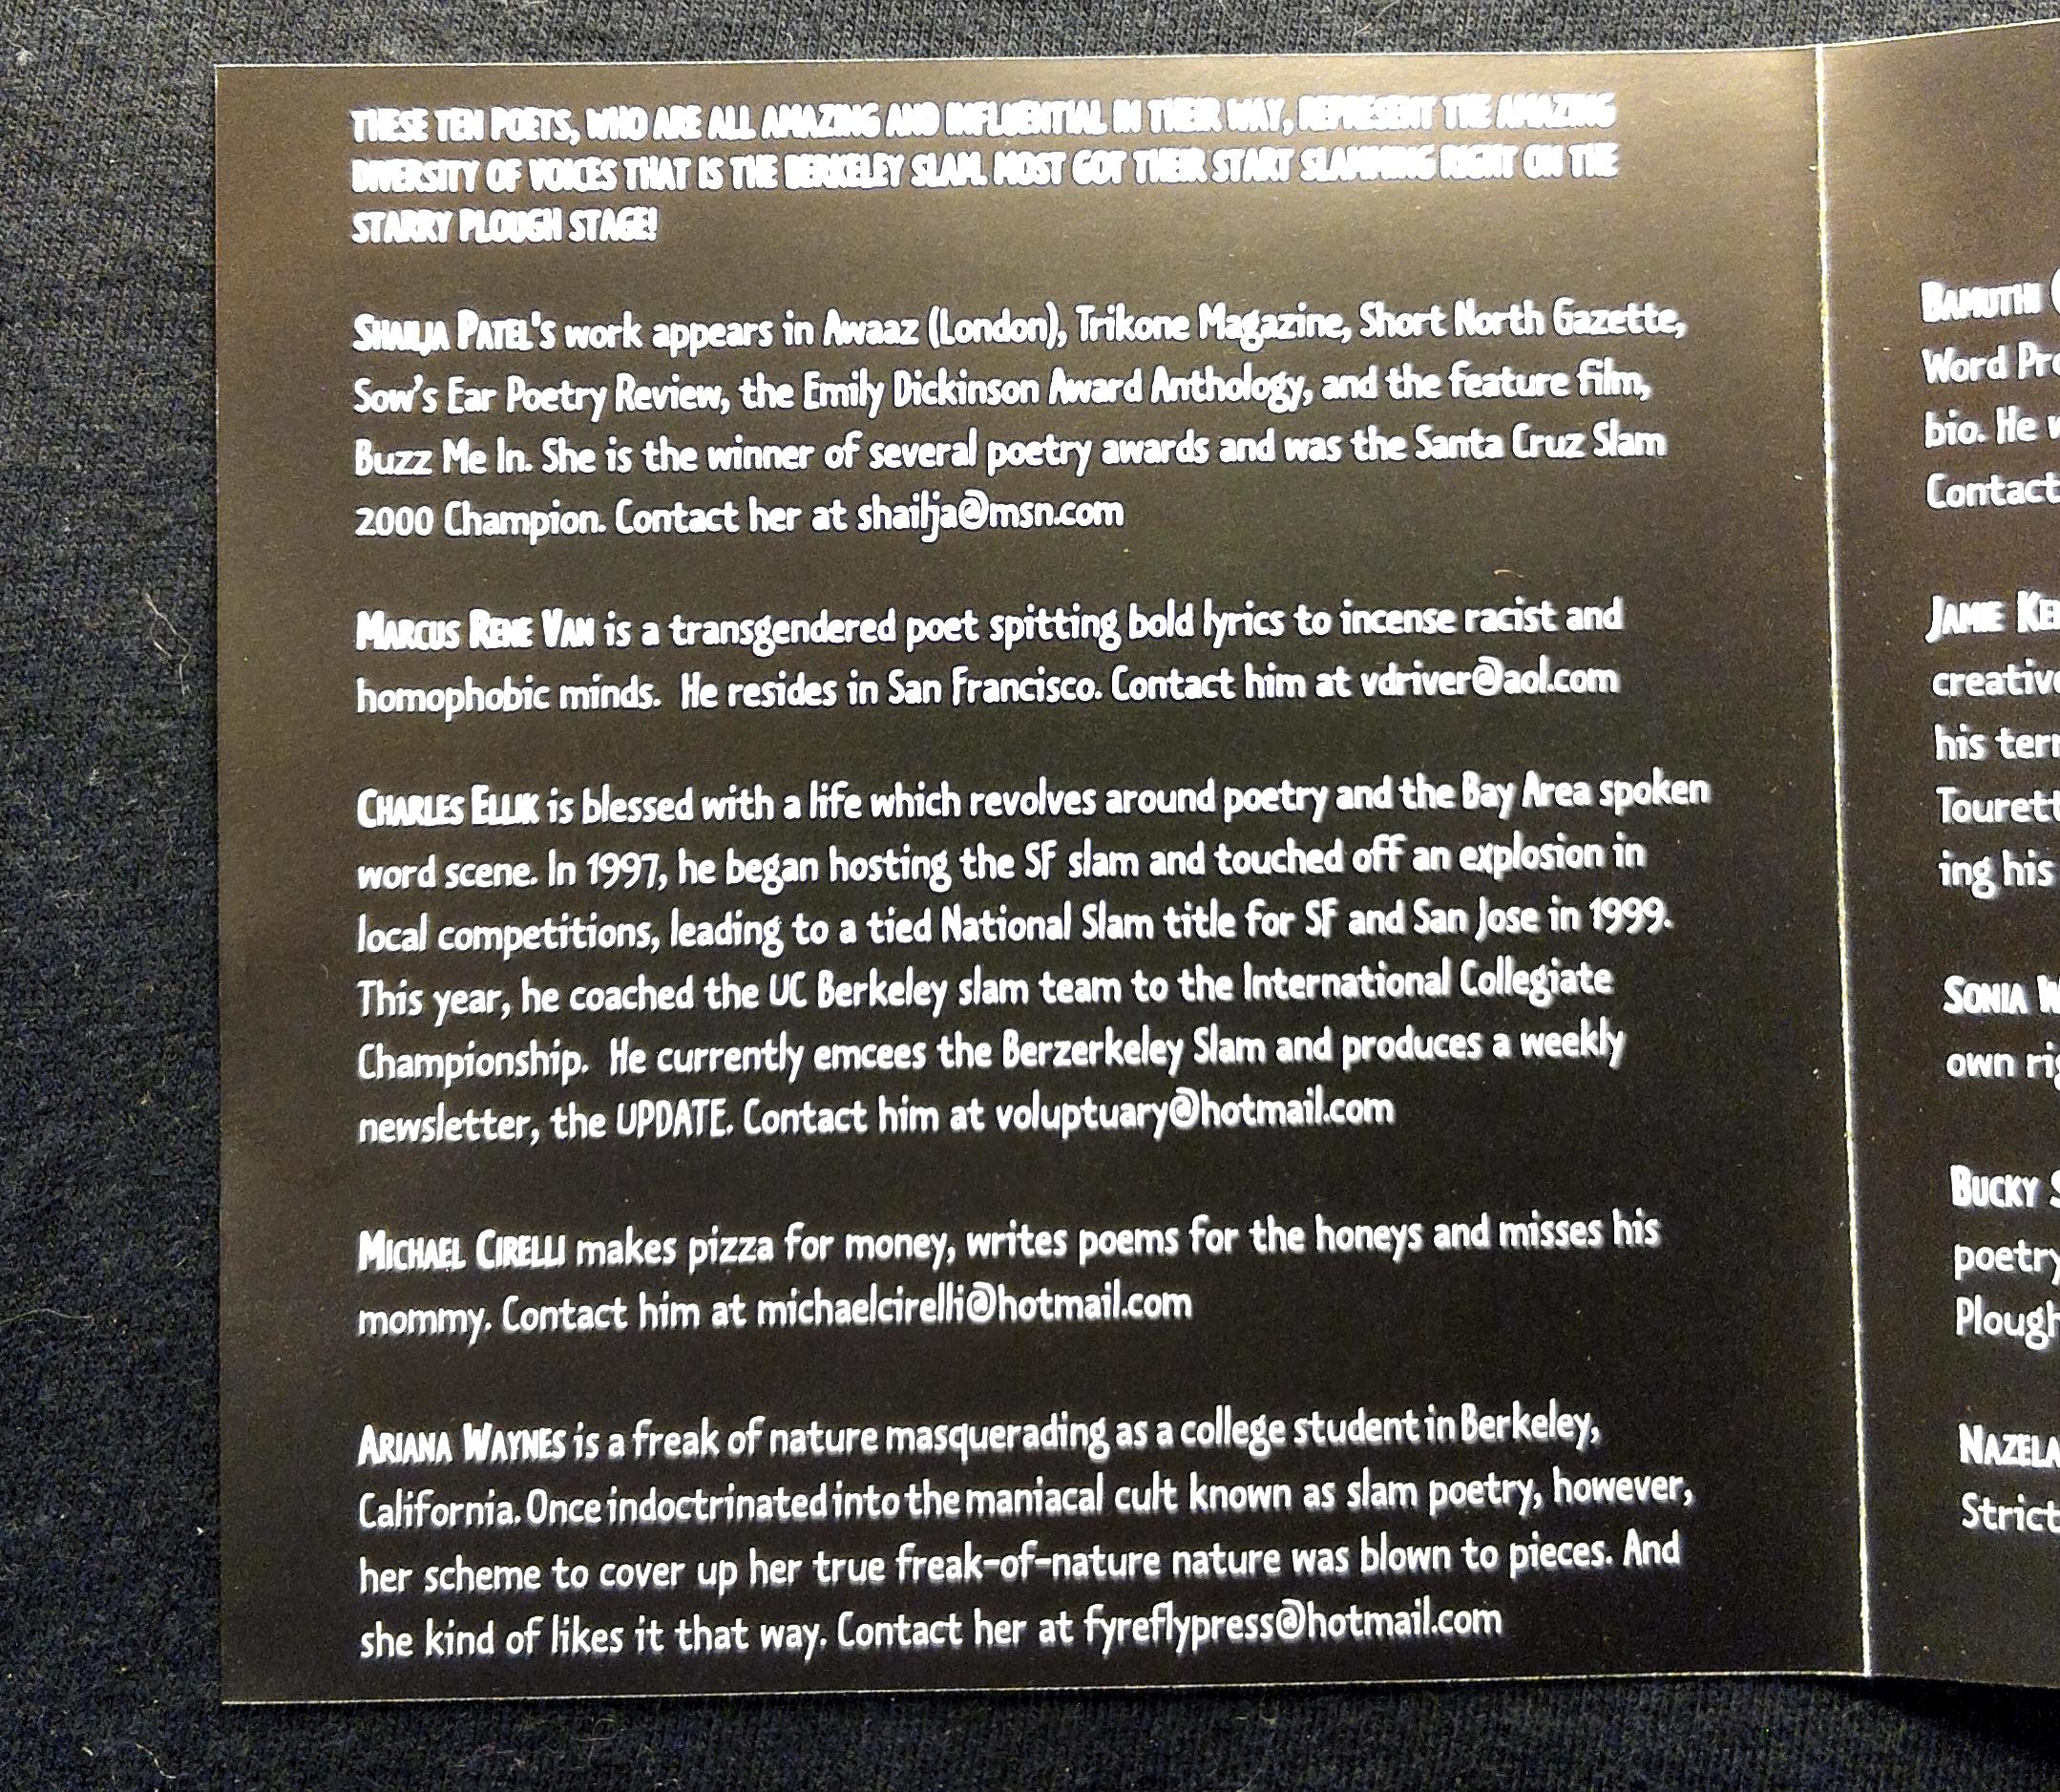 THESE TEN POETS, WHO ARE ALL AMAZING AND INFLUENTIAL IN THEIR WAY, REPRESENT THE AMAZING
DIVERSITY OF VOICES THAT IS THE BERKELEY SLAM. MOST GOT THEIR START SLAMMING RIGHT ON THE
STARRY PLOUGH STAGE!
SHAILJA PATEL's work appears in Awaaz (London), Trikone Magazine, Short North Gazette,
Sow's Ear Poetry Review, the Emily Dickinson Award Anthology, and the feature film,
Buzz Me In. She is the winner of several poetry awards and was the Santa Cruz Slam
2000 Champion. Contact her at shailja@msn.com
MARCUS RENE VAN is a transgendered poet spitting bold lyrics to incense racist and
homophobic minds. He resides in San Francisco. Contact him at vdriver@aol.com
CHARLES ELLIK is blessed with a life which revolves around poetry and the Bay Area spoken
word scene. In 1997, he began hosting the SF slam and touched off an explosion in
local competitions, leading to a tied National Slam title for SF and San Jose in 1999.
This year, he coached the UC Berkeley slam team to the International Collegiate
Championship. He currently emcees the Berzerkeley Slam and produces a weekly
newsletter, the UPDATE. Contact him at voluptuary@hotmail.com
MICHAEL CIRELLI makes pizza for money, writes poems for the honeys and misses his
mommy. Contact him at michaelcirelli@hotmail.com
ARIANA WAYNES is a freak of nature masquerading as a college student in Berkeley,
California. Once indoctrinated into the maniacal cult known as slam poetry, however,
her scheme to cover up her true freak-of-nature nature was blown to pieces. And
she kind of likes it that way. Contact her at fyreflypress@hotmail.com
BAMUTHI
Word
bio. He
Contact
JAMIE
his
ing his
SONIA
own
BUCKY
poetry